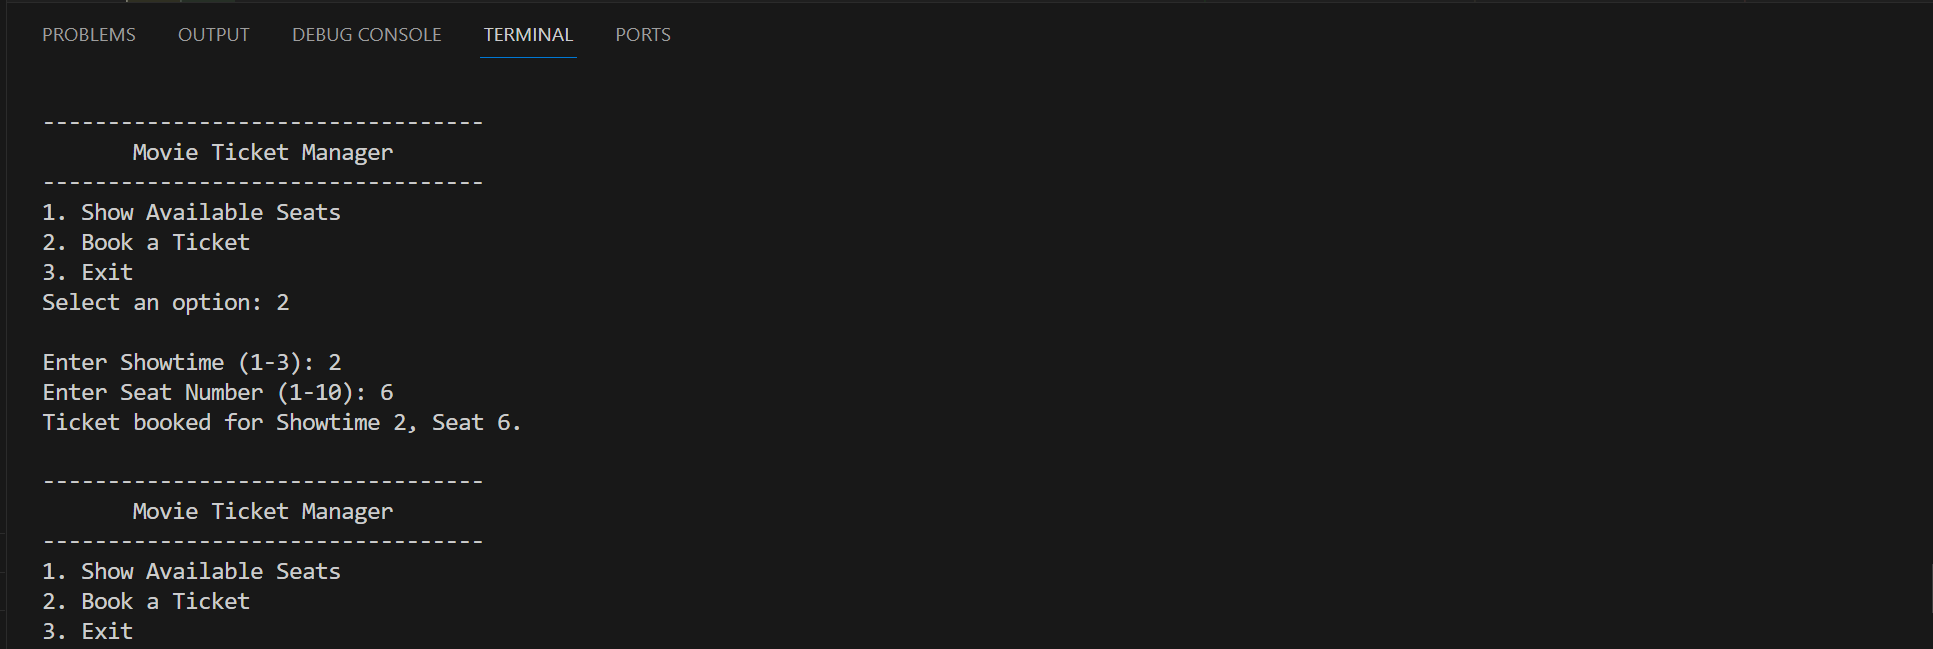 PROBLEMS OUTPUT DEBUG CONSOLE TERMINAL PORTS
----------------------------------
Movie Ticket Manager
----------------------------------
1. Show Available Seats
2. Book a Ticket
3. Exit
Select an option: 2
Enter Showtime (1-3): 2
Enter Seat Number (1-10): 6
Ticket booked for Showtime 2, Seat 6.
----------------------------------
Movie Ticket Manager
----------------------------------
1. Show Available Seats
2. Book a Ticket
3. Exit